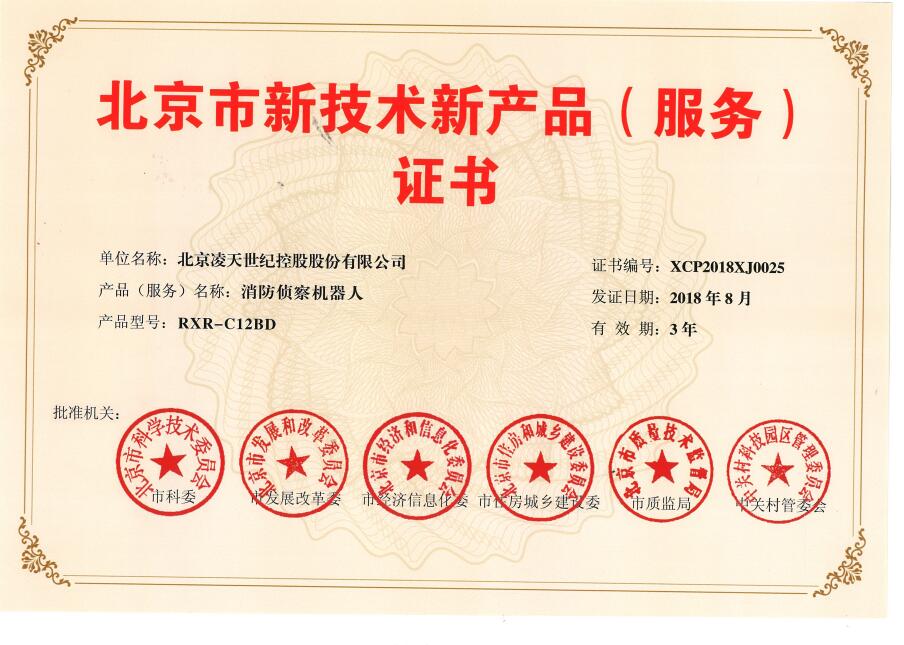 北京市新技术新产品（服务）
证书
单位名称：北京凌天世纪控股股份有限公司
产品（服务）名称：消防侦察机器人
产品型号：RXR-C12BD
证书编号：XCP2018XJ0025
发证日期：2018 年 8 月
有 效 期：3 年
批准机关：
北京市科学技术委员会
市科委
北京市发展和改革委员会
市发展改革委
北京市经济和信息化委员会
市经济信息化委
北京市住房和城乡建设委员会
市住房城乡建设委
北京市质量技术监督局
市质监局
中关村科技园区管理委员会
中关村管委会